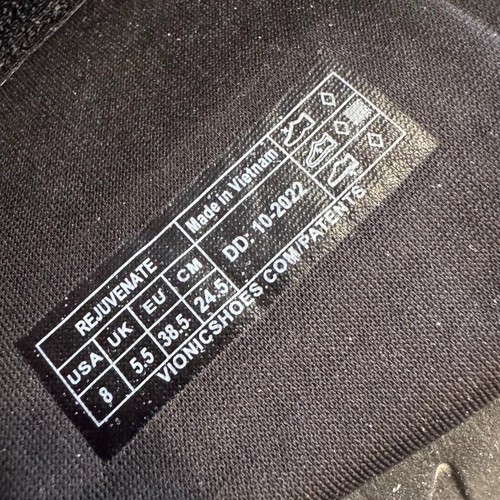 REJUVENATE
Made in Vietnam
USA UK EU CM
8 5.5 38.5 24.5
DD: 10-2022
VIONICSHOES.COM/PATENTS